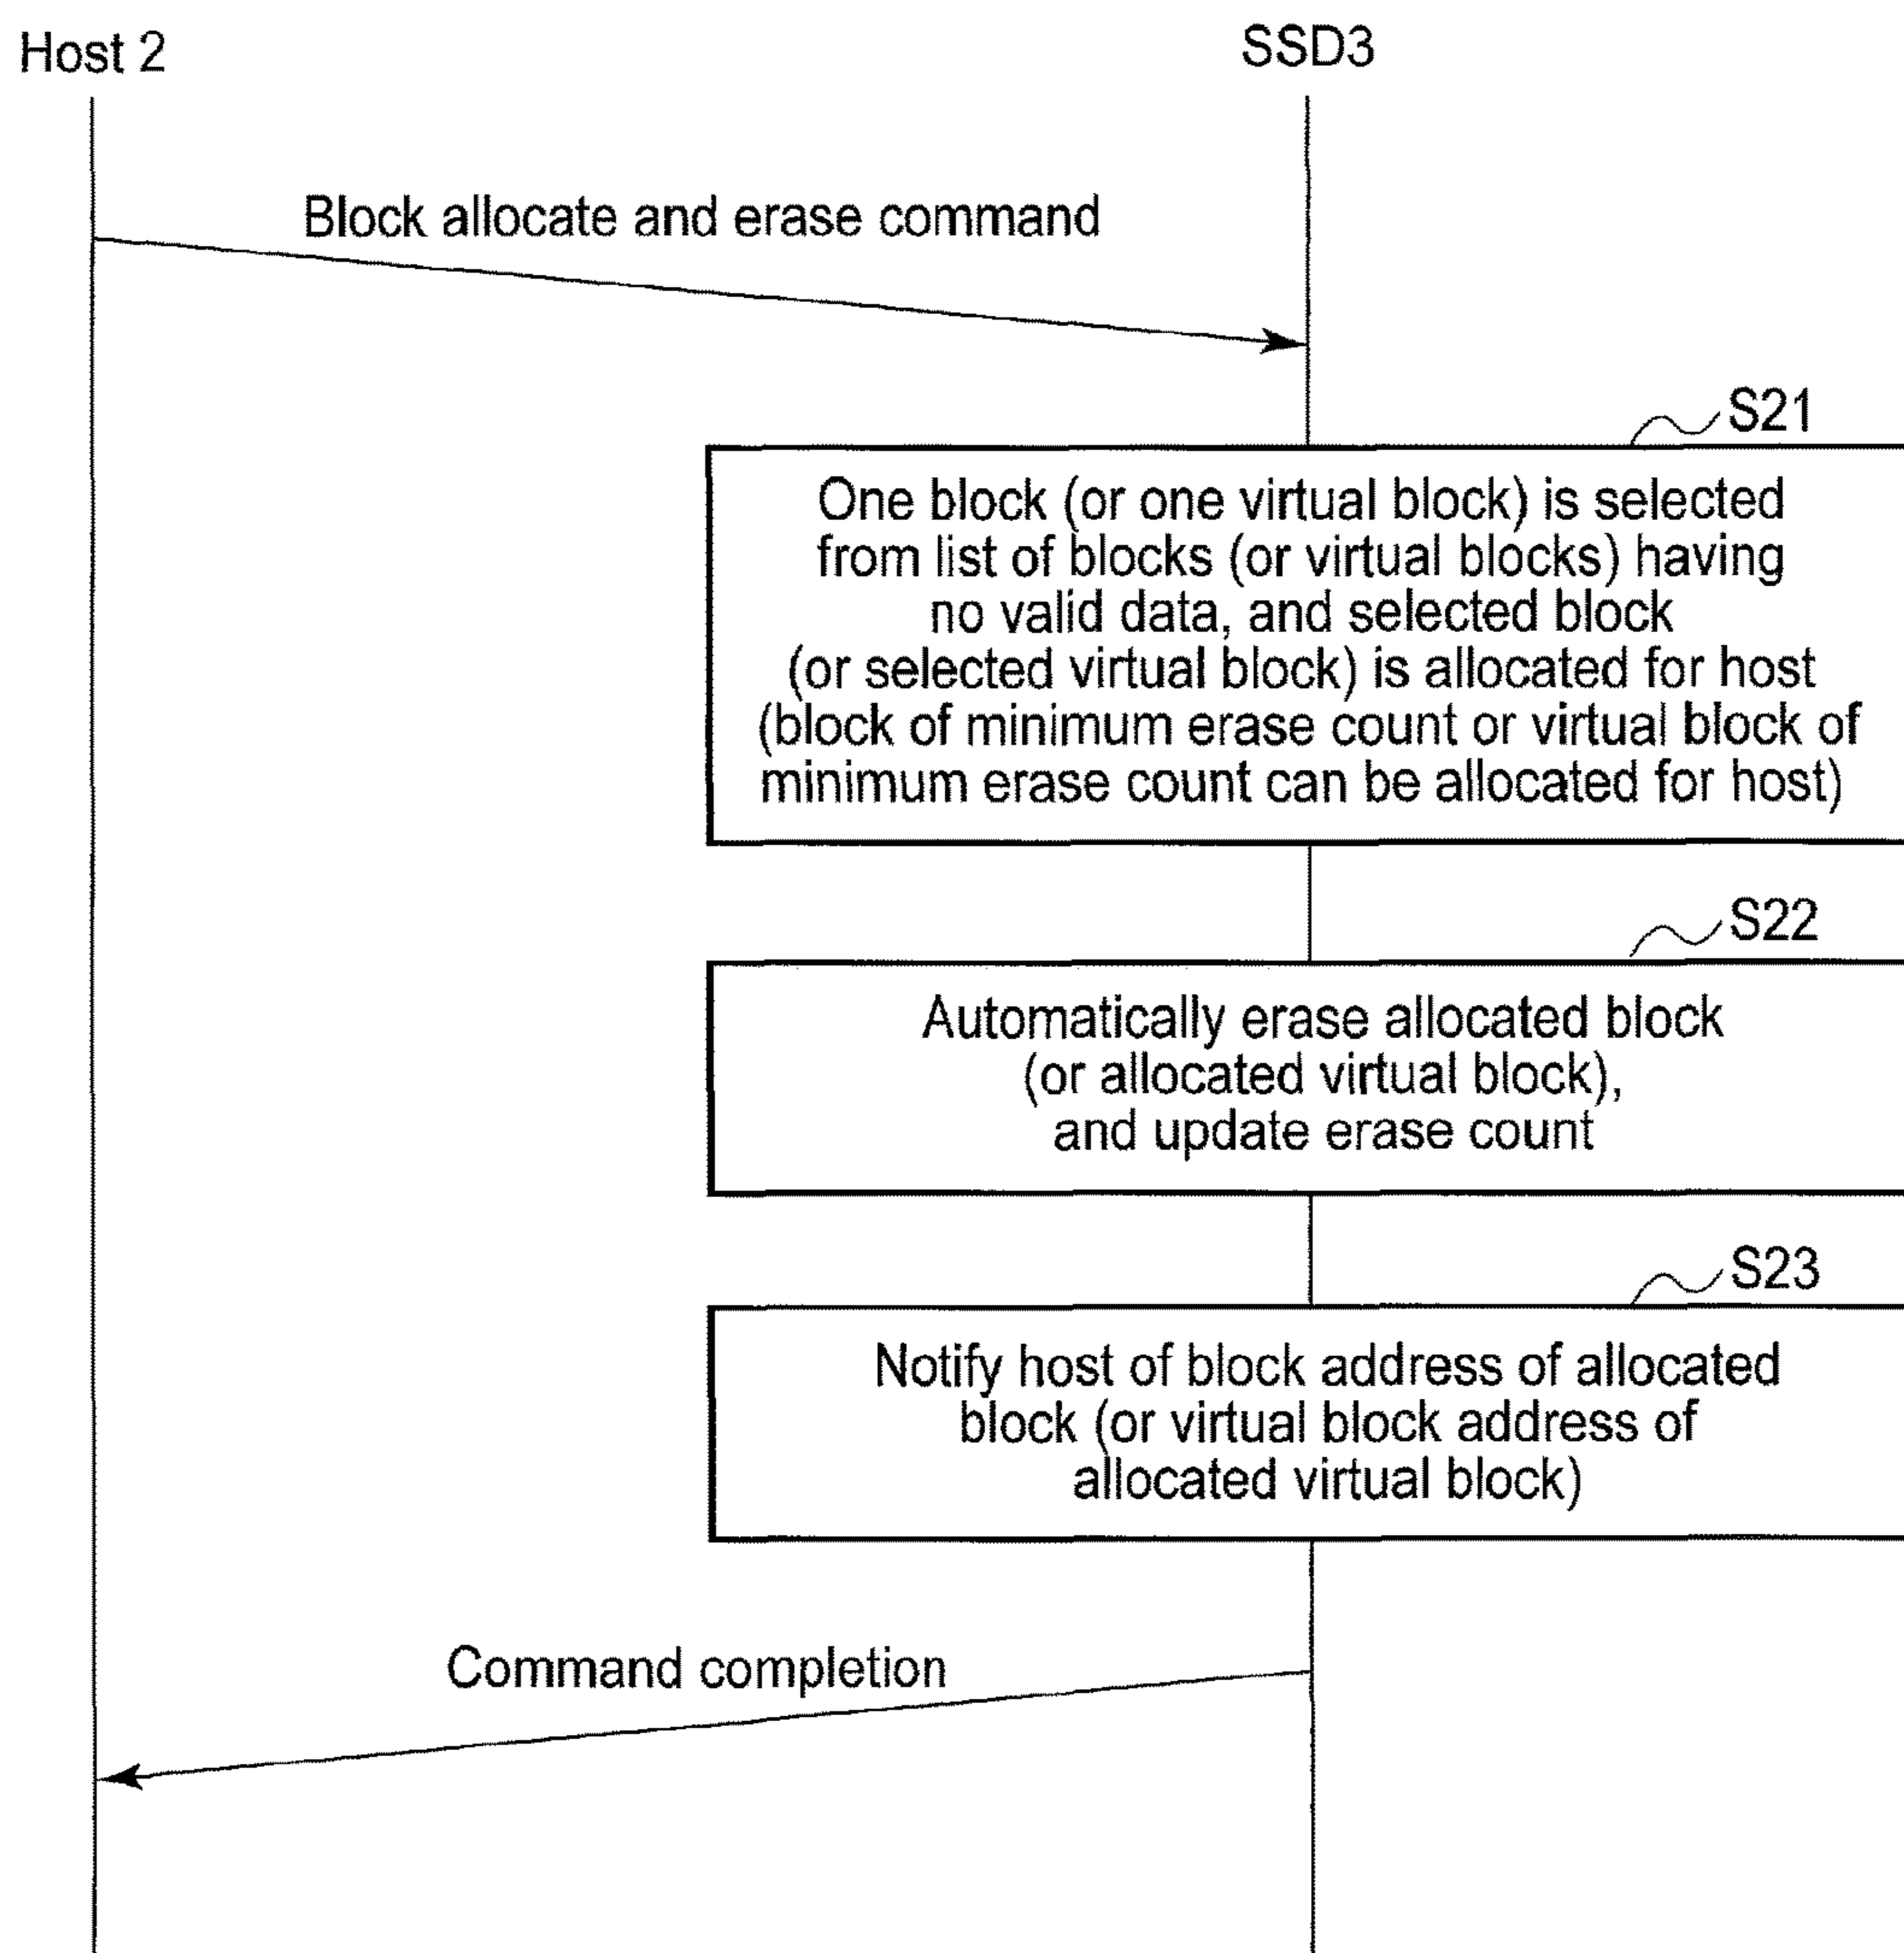 Host 2
SSD3
Block allocate and erase command
S21
One block (or one virtual block) is selected
from list of blocks (or virtual blocks) having
no valid data, and selected block
(or selected virtual block) is allocated for host
(block of minimum erase count or virtual block of
minimum erase count can be allocated for host)
S22
Automatically erase allocated block
(or allocated virtual block),
and update erase count
S23
Notify host of block address of allocated
block (or virtual block address of
allocated virtual block)
Command completion